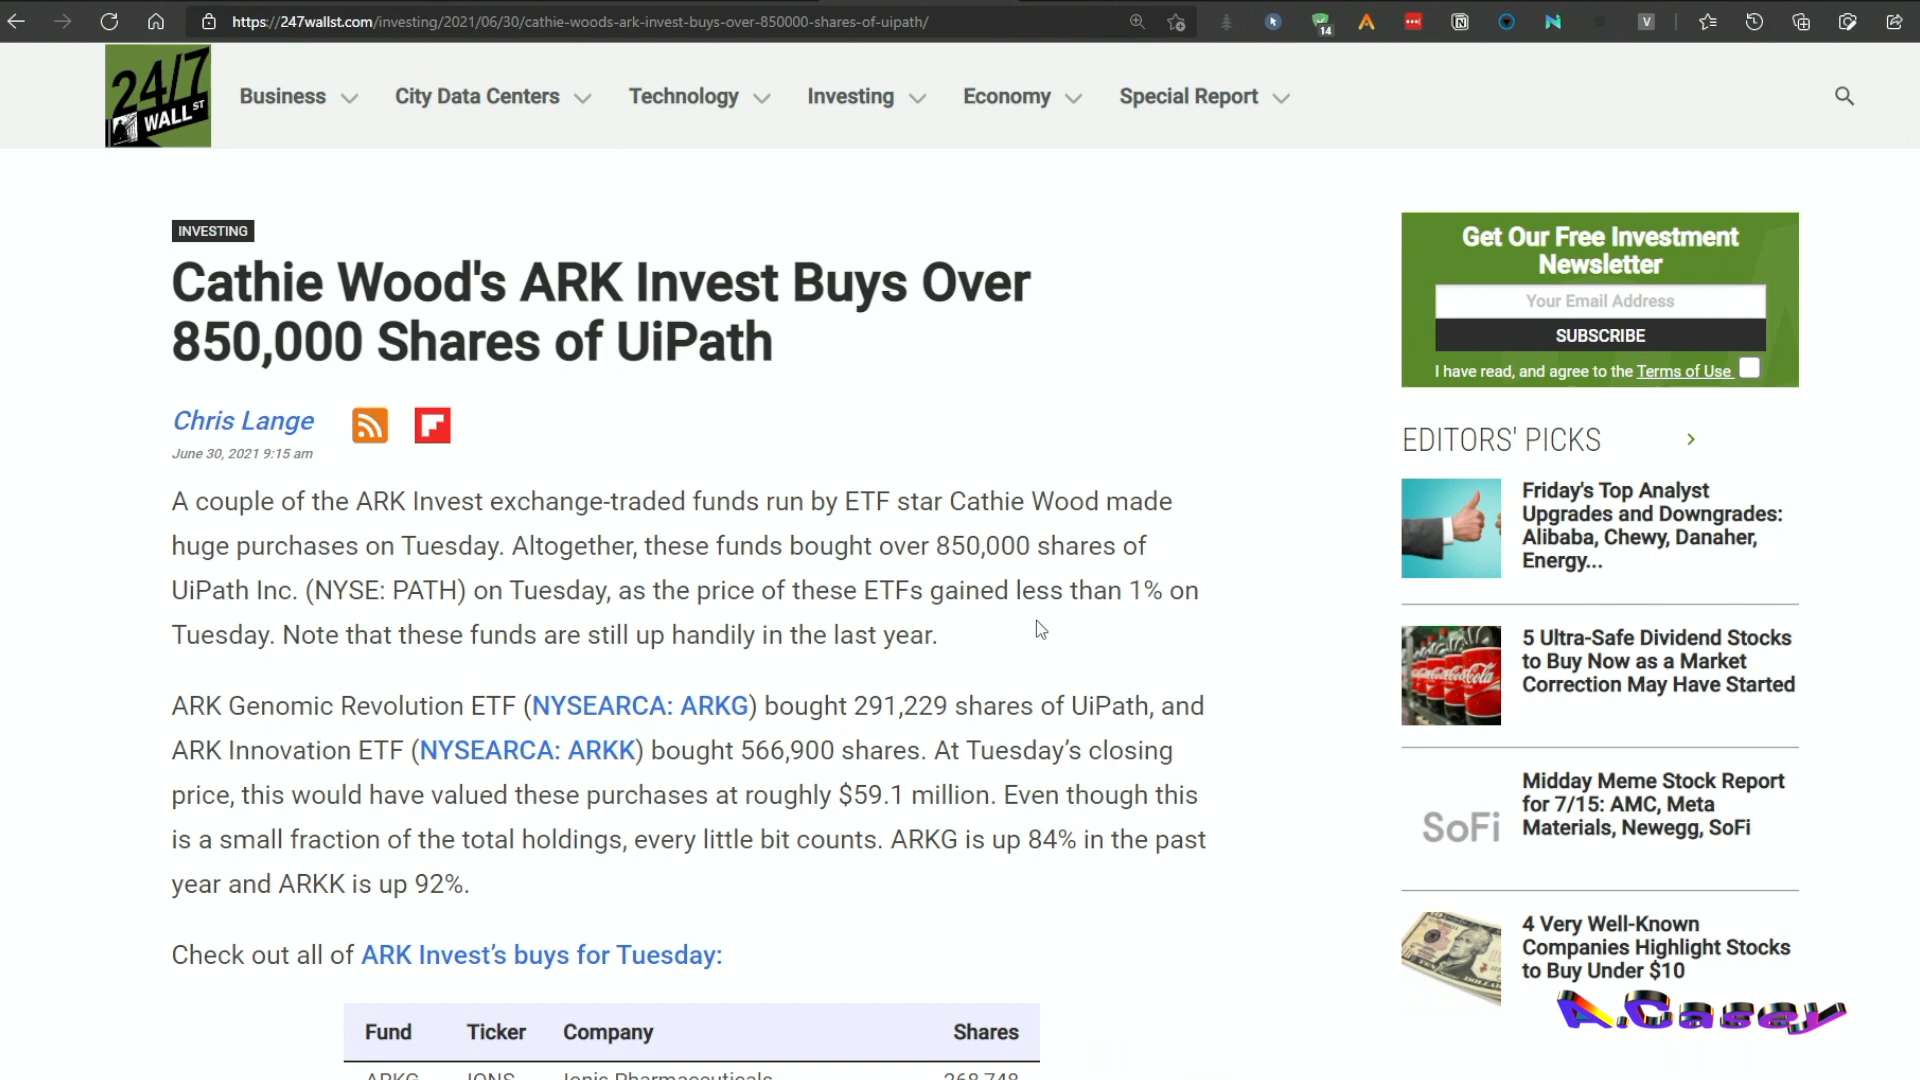 https://247wallst.com/investing/2021/06/30/cathie-woods-ark-invest-buys-over-850000-shares-of-uipath/
14
V
24/7
WALL ST
Business
City Data Centers
Technology
Investing
Economy
Special Report
INVESTING
Cathie Wood's ARK Invest Buys Over
850,000 Shares of UiPath
Chris Lange
June 30, 2021 9:15 am
A couple of the ARK Invest exchange-traded funds run by ETF star Cathie Wood made
huge purchases on Tuesday. Altogether, these funds bought over 850,000 shares of
UiPath Inc. (NYSE: PATH) on Tuesday, as the price of these ETFs gained less than 1% on
Tuesday. Note that these funds are still up handily in the last year.
ARK Genomic Revolution ETF (NYSEARCA: ARKG) bought 291,229 shares of UiPath, and
ARK Innovation ETF (NYSEARCA: ARKK) bought 566,900 shares. At Tuesday’s closing
price, this would have valued these purchases at roughly $59.1 million. Even though this
is a small fraction of the total holdings, every little bit counts. ARKG is up 84% in the past
year and ARKK is up 92%.
Check out all of ARK Invest’s buys for Tuesday:
Fund Ticker Company Shares
ARKG IONS Ionis Pharmaceuticals 268,748
Get Our Free Investment
Newsletter
Your Email Address
SUBSCRIBE
I have read, and agree to the Terms of Use
EDITORS' PICKS
Friday's Top Analyst
Upgrades and Downgrades:
Alibaba, Chewy, Danaher,
Energy...
5 Ultra-Safe Dividend Stocks
to Buy Now as a Market
Correction May Have Started
Coca-Cola
Midday Meme Stock Report
for 7/15: AMC, Meta
Materials, Newegg, SoFi
SoFi
4 Very Well-Known
Companies Highlight Stocks
to Buy Under $10
A.Casey